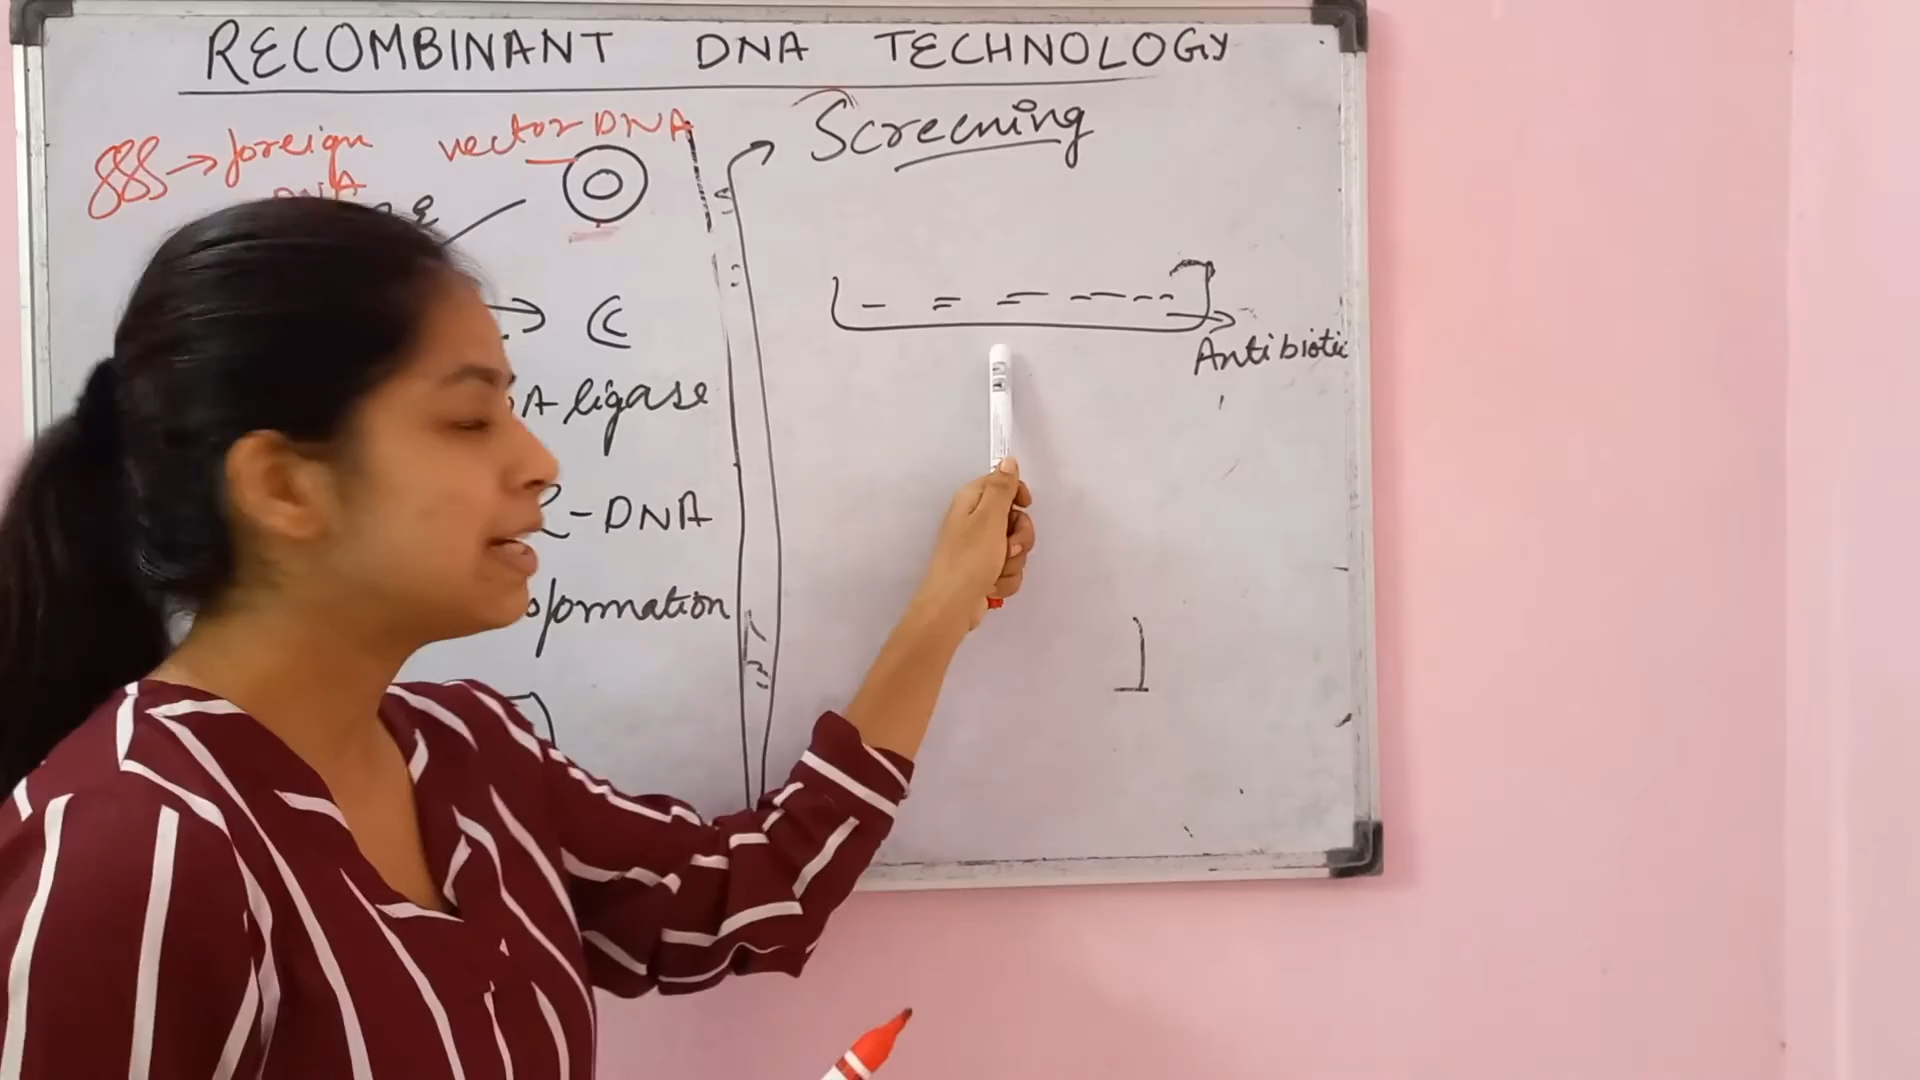 RECOMBINANT DNA TECHNOLOGY
foreign
DNA
vector DNA
ligase
-DNA
formation
Screening
Antibiotic